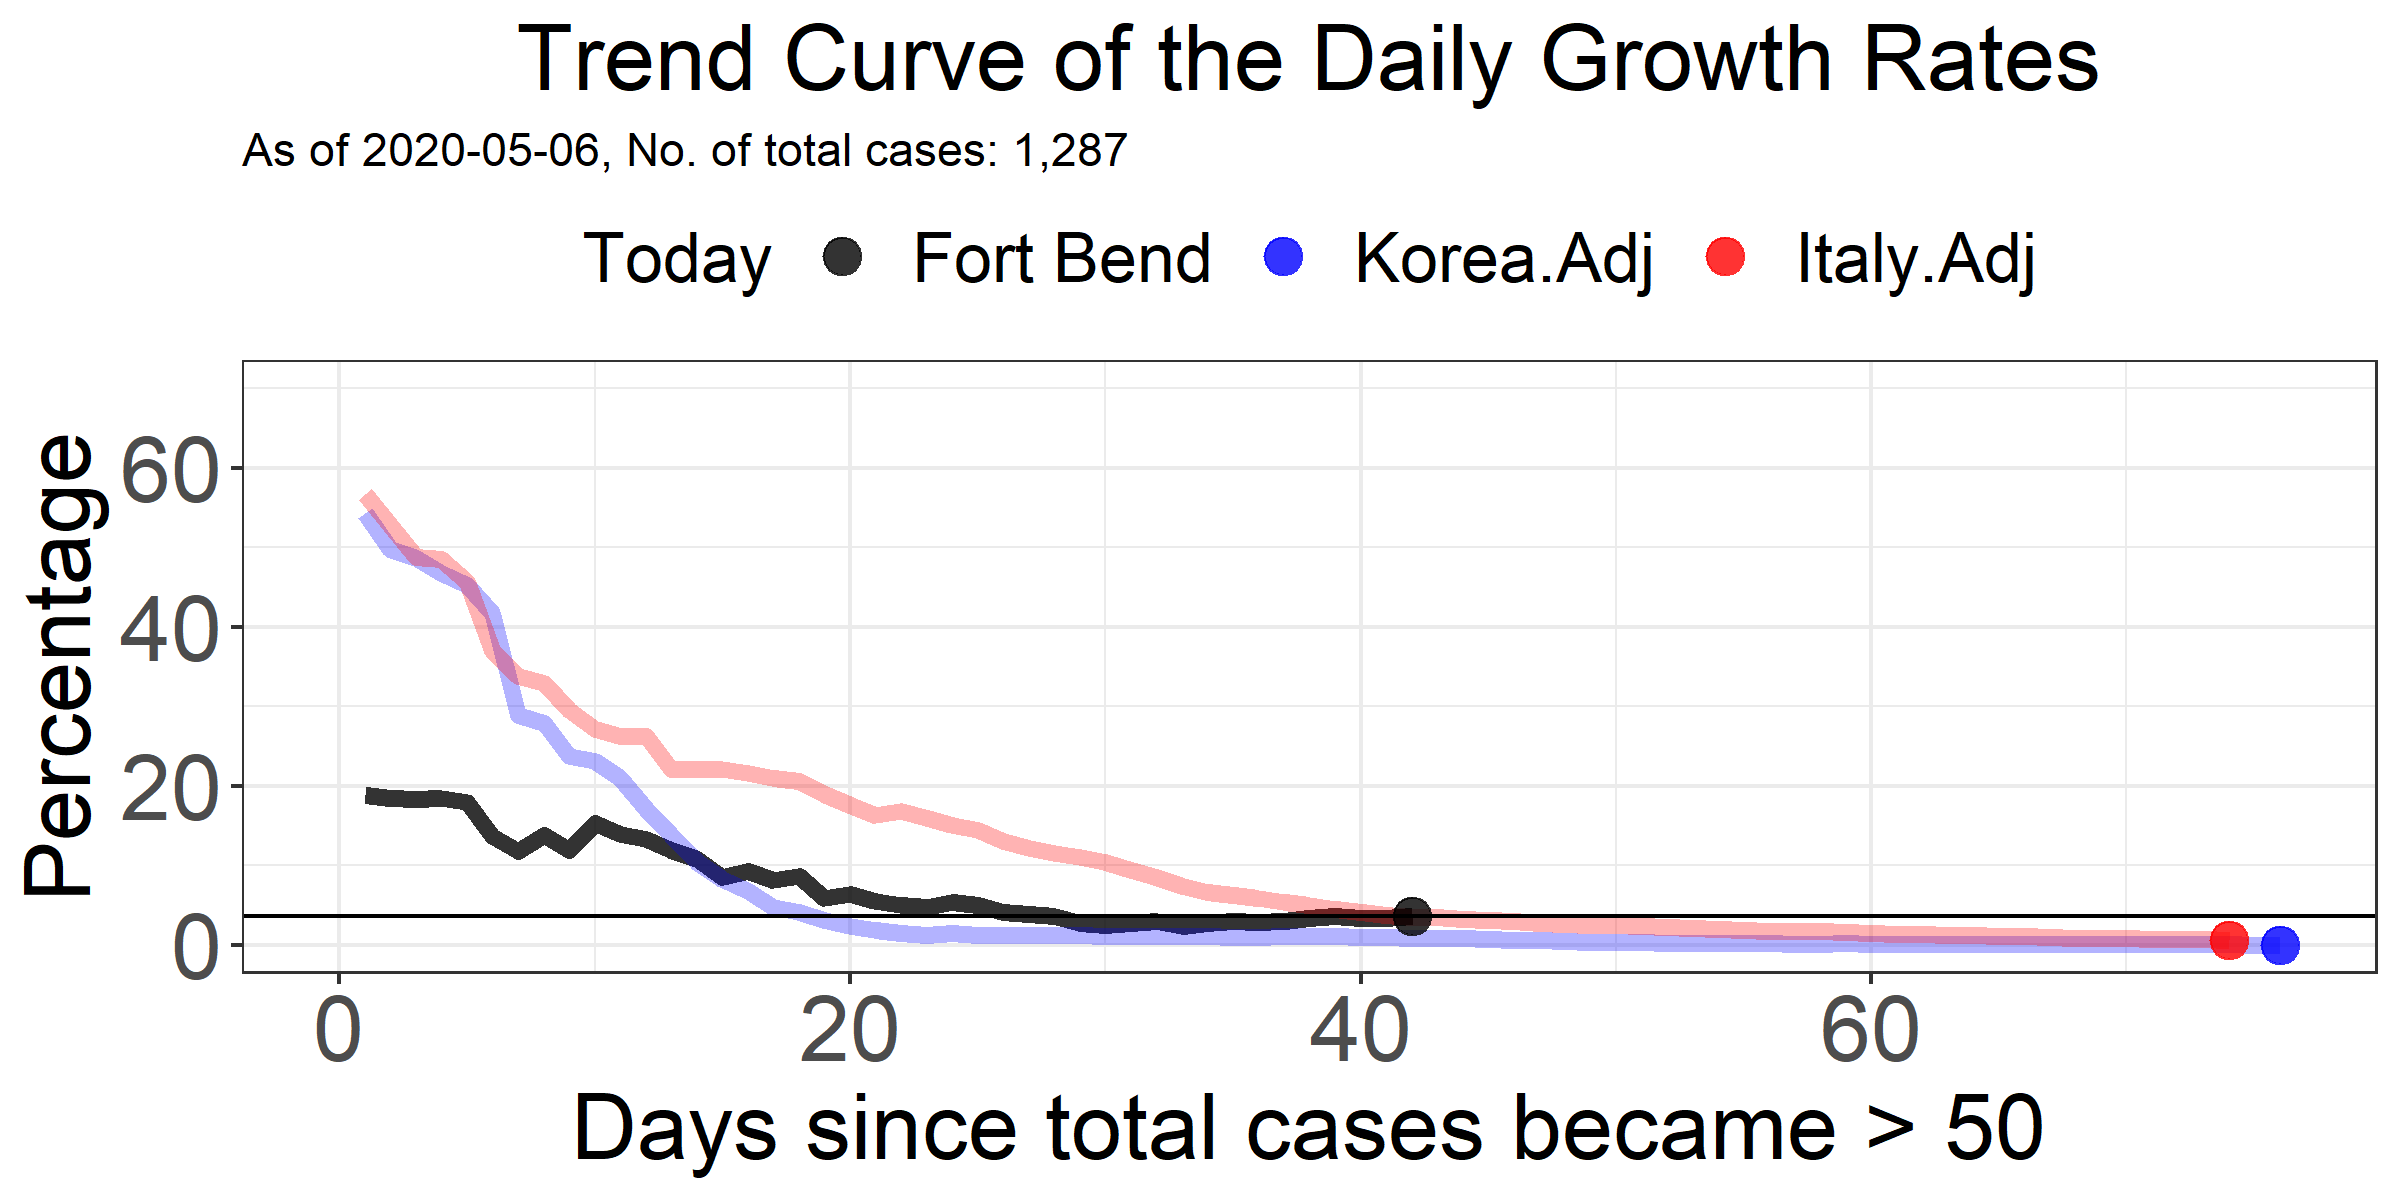 Trend Curve of the Daily Growth Rates
As of 2020-05-06, No. of total cases: 1,287
Today Fort Bend Korea.Adj Italy.Adj
Percentage
60
40
20
0
0 20 40 60
Days since total cases became > 50